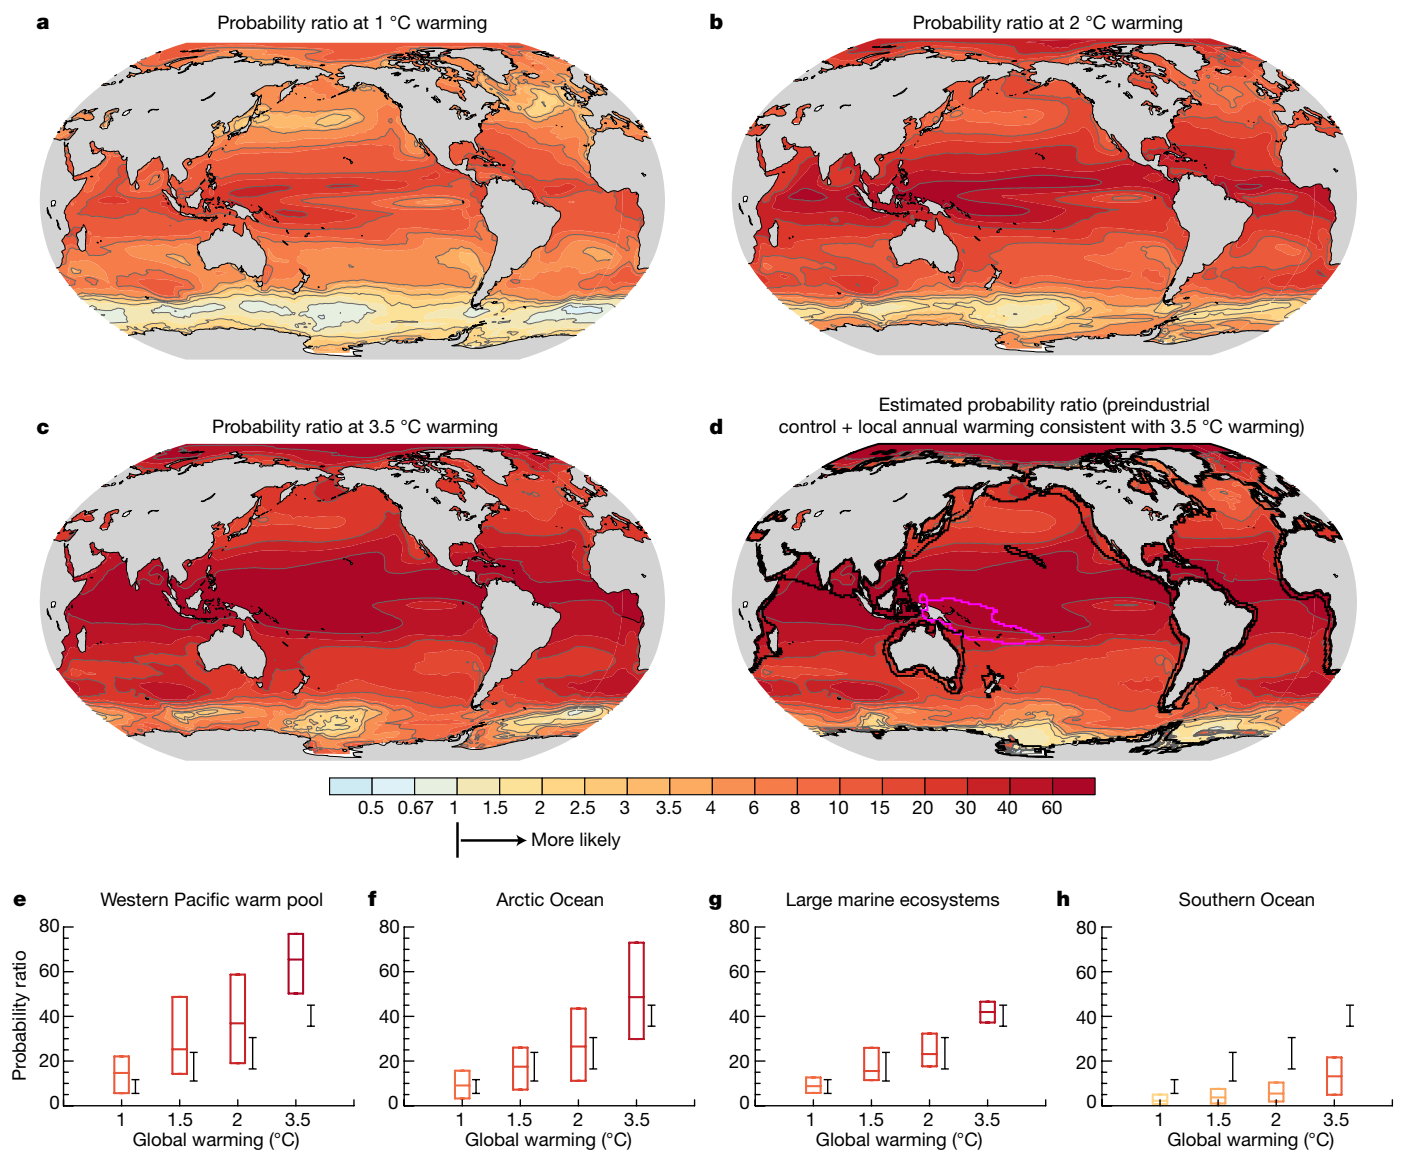 a Probability ratio at 1 °C warming
b Probability ratio at 2 °C warming
c Probability ratio at 3.5 °C warming
d Estimated probability ratio (preindustrial
control + local annual warming consistent with 3.5 °C warming)
0.5 0.67 1 1.5 2 2.5 3 3.5 4 6 8 10 15 20 30 40 60
More likely
e Western Pacific warm pool
Probability ratio
80
60
40
20
0
1 1.5 2 3.5
Global warming (°C)
f Arctic Ocean
80
60
40
20
0
1 1.5 2 3.5
Global warming (°C)
g Large marine ecosystems
80
60
40
20
0
1 1.5 2 3.5
Global warming (°C)
h Southern Ocean
80
60
40
20
0
1 1.5 2 3.5
Global warming (°C)